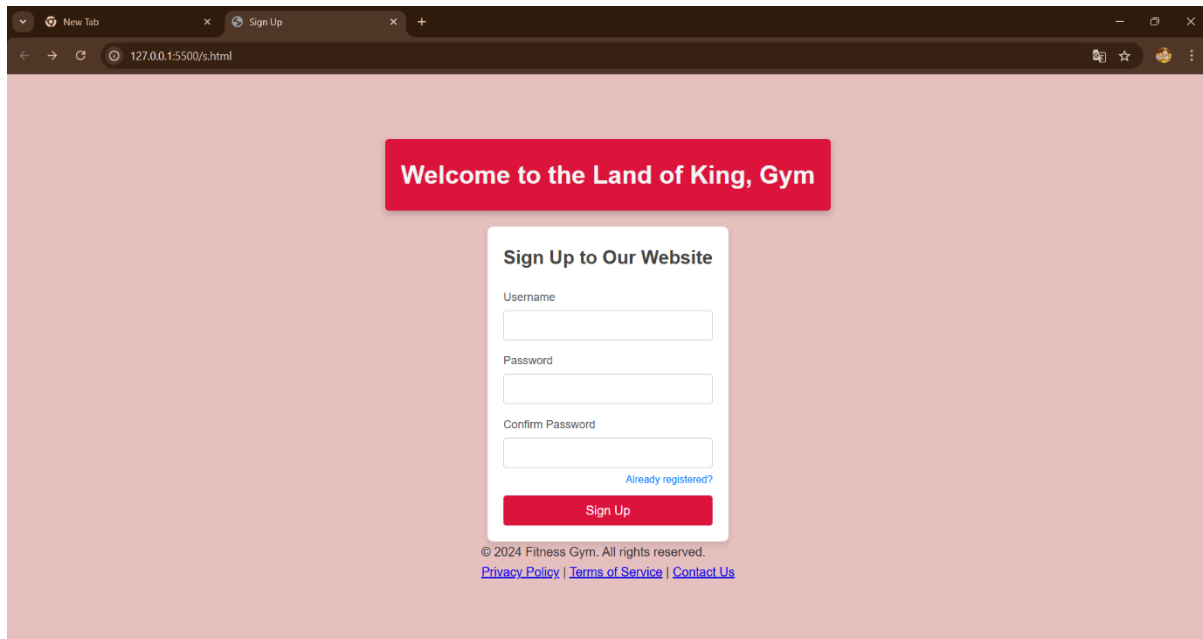 New Tab
Sign Up
127.0.0.1:5500/s.html
Welcome to the Land of King, Gym
Sign Up to Our Website
Username
Password
Confirm Password
Already registered?
Sign Up
© 2024 Fitness Gym. All rights reserved.
Privacy Policy | Terms of Service | Contact Us